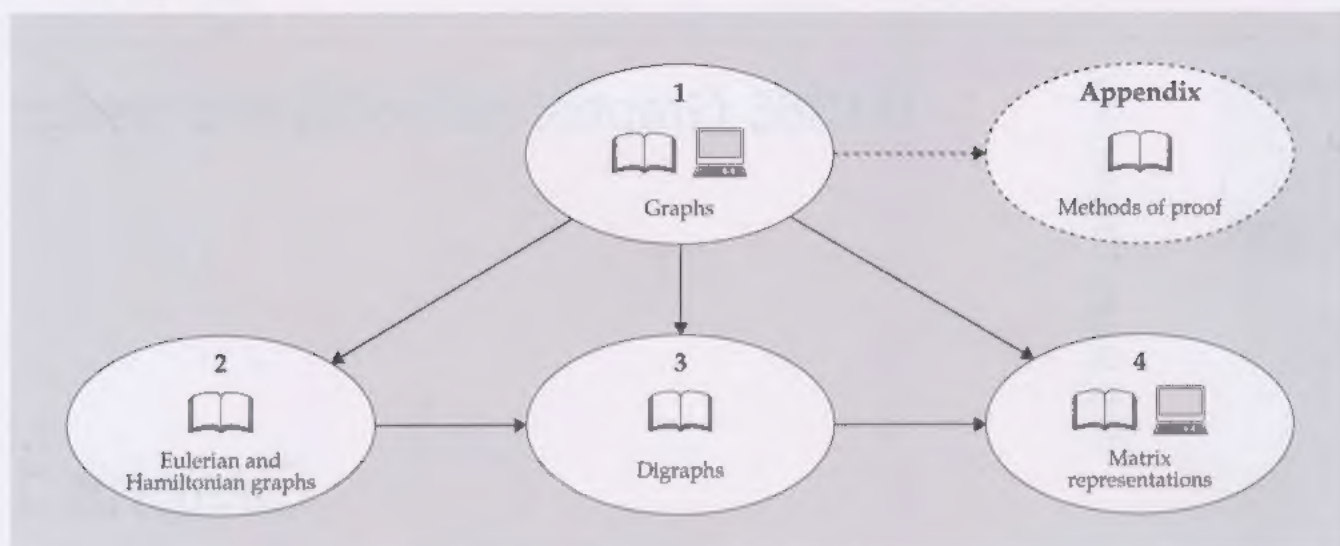 1
Graphs
Appendix
Methods of proof
2
Eulerian and
Hamiltonian graphs
3
Digraphs
4
Matrix
representations